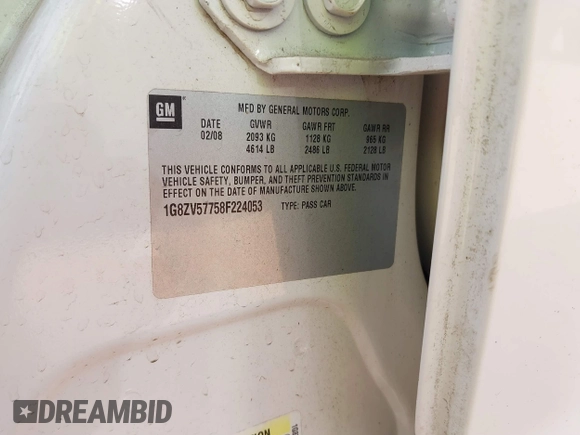 GM
MFD BY GENERAL MOTORS CORP.
DATE GVWR GAWR FRT GAWR RR
02/08 2093 KG 1128 KG 965 KG
4614 LB 2486 LB 2128 LB
THIS VEHICLE CONFORMS TO ALL APPLICABLE U.S. FEDERAL MOTOR
VEHICLE SAFETY, BUMPER, AND THEFT PREVENTION STANDARDS IN
EFFECT ON THE DATE OF MANUFACTURE SHOWN ABOVE.
1G8ZV57758F224053 TYPE: PASS CAR
DREAMBID